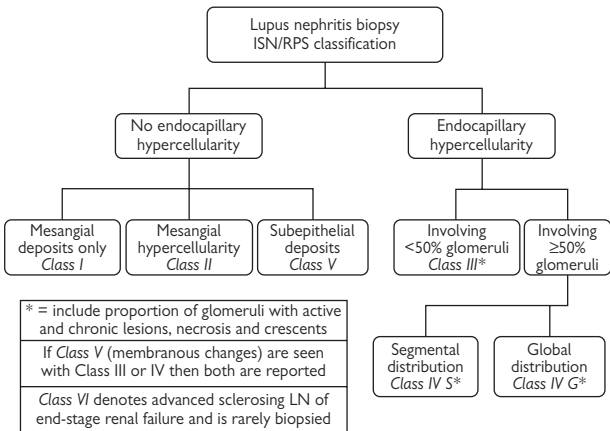 Lupus nephritis biopsy
ISN/RPS classification
No endocapillary
hypercellularity
Endocapillary
hypercellularity
Mesangial
deposits only
Class I
Mesangial
hypercellularity
Class II
Subepithelial
deposits
Class V
Involving
<50% glomeruli
Class III*
Involving
≥50%
glomeruli
Segmental
distribution
Class IV S*
Global
distribution
Class IV G*
* = include proportion of glomeruli with active
and chronic lesions, necrosis and crescents
If Class V (membranous changes) are seen
with Class III or IV then both are reported
Class VI denotes advanced sclerosing LN of
end-stage renal failure and is rarely biopsied